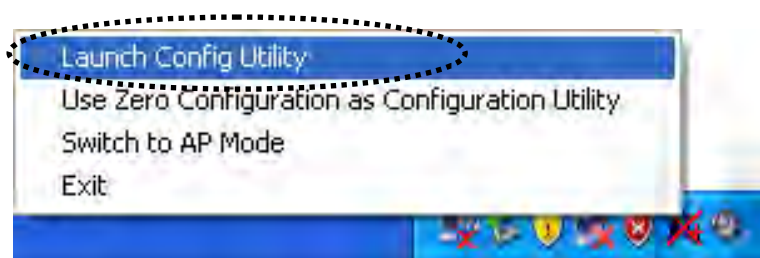 Launch Config Utility
Use Zero Configuration as Configuration Utility
Switch to AP Mode
Exit